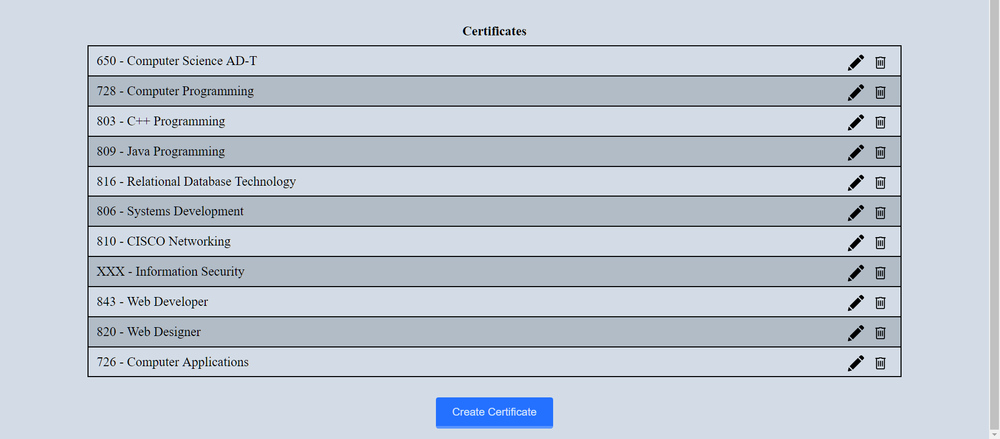 Certificates
650 - Computer Science AD-T
728 - Computer Programming
803 - C++ Programming
809 - Java Programming
816 - Relational Database Technology
806 - Systems Development
810 - CISCO Networking
XXX - Information Security
843 - Web Developer
820 - Web Designer
726 - Computer Applications
Create Certificate